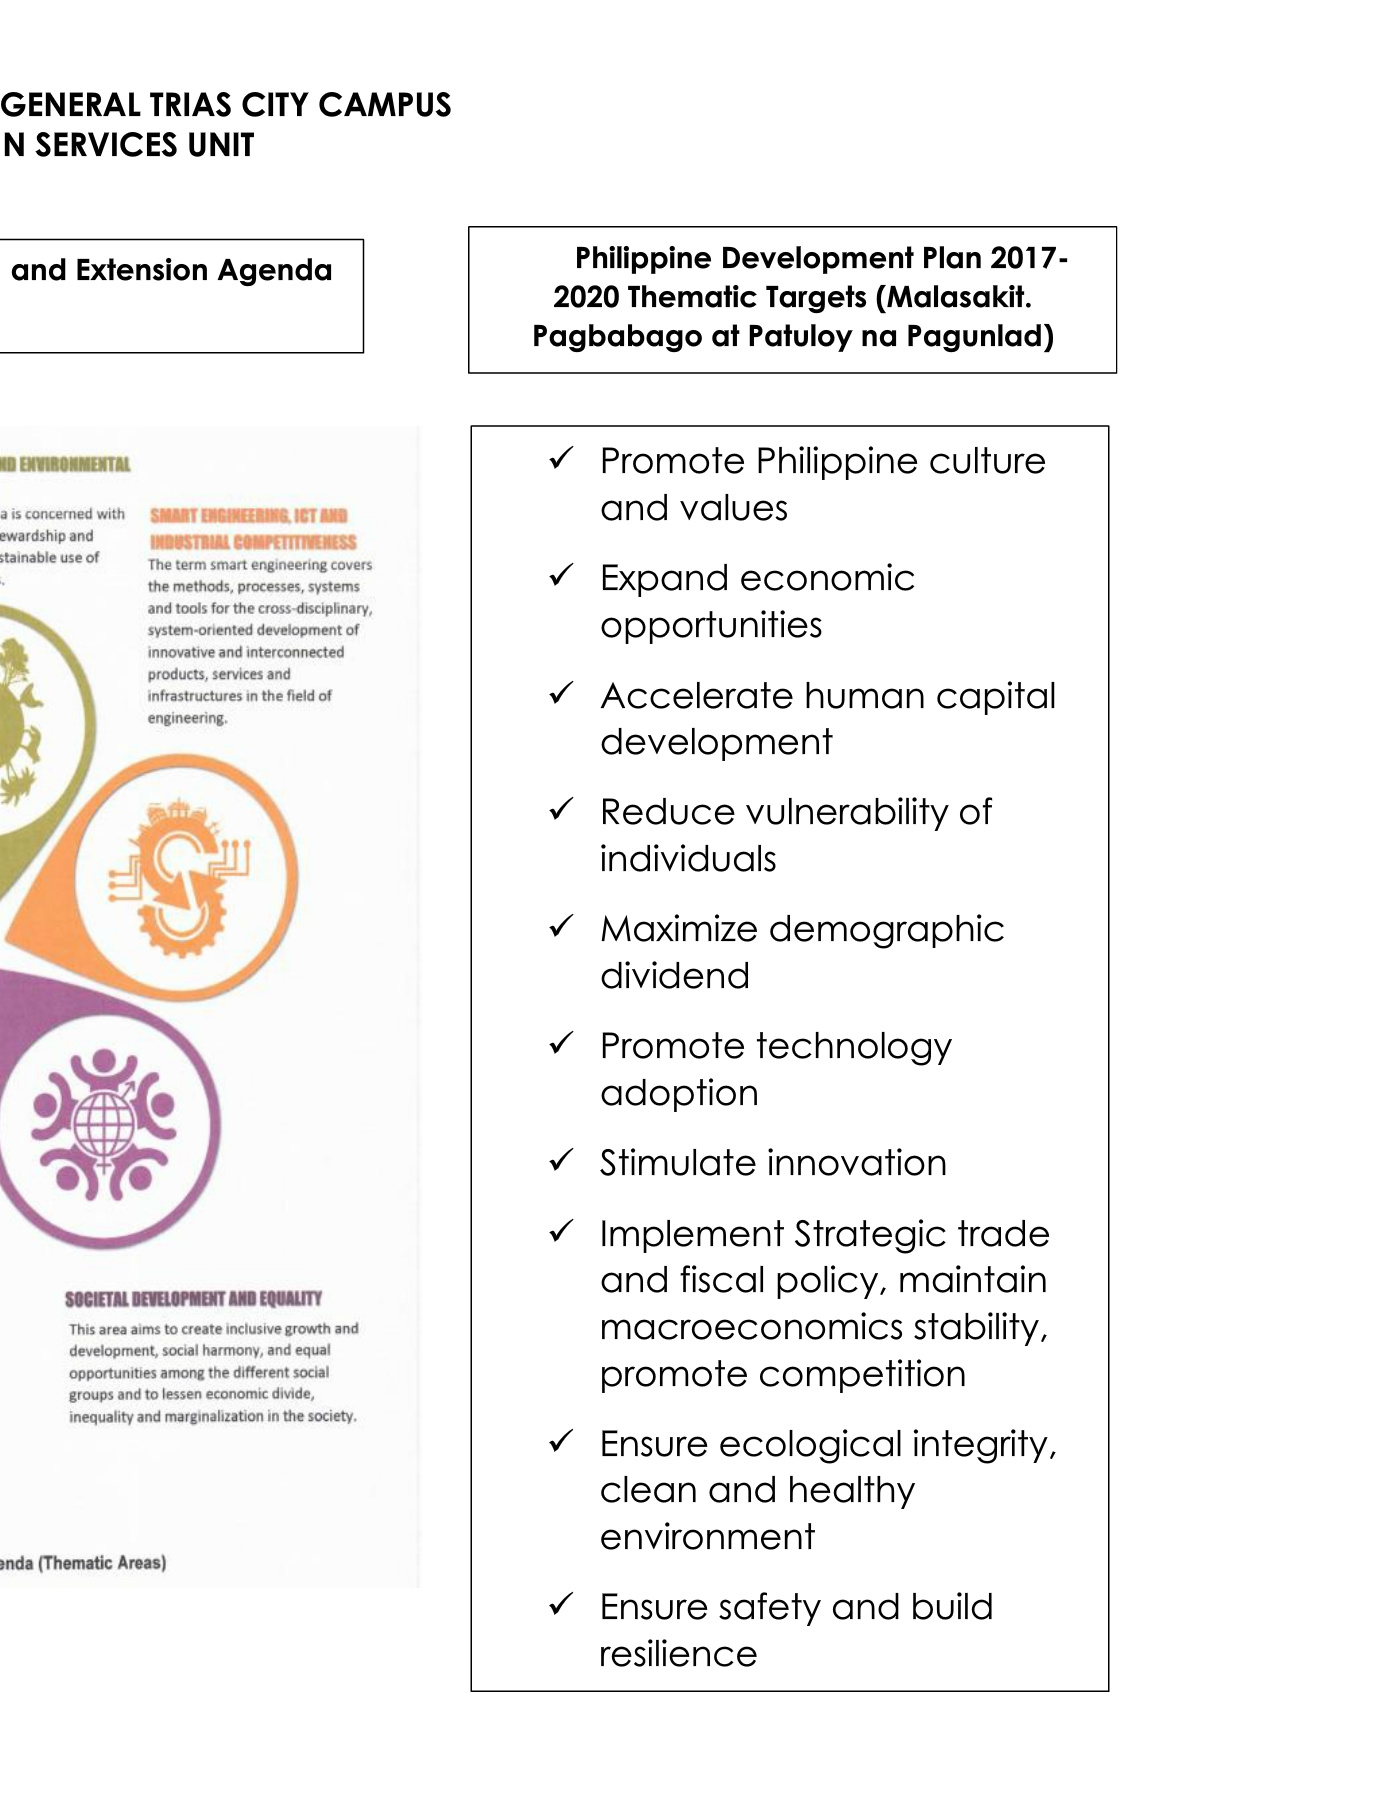 GENERAL TRIAS CITY CAMPUS
N SERVICES UNIT
and Extension Agenda
Philippine Development Plan 2017-
2020 Thematic Targets (Malasakit.
Pagbabago at Patuloy na Pagunlad)
ND ENVIRONMENTAL
a is concerned with
ewardship and
stainable use of
s.
SMART ENGINEERING, ICT AND
INDUSTRIAL COMPETITIVENESS
The term smart engineering covers
the methods, processes, systems
and tools for the cross-disciplinary,
system-oriented development of
innovative and interconnected
products, services and
infrastructures in the field of
engineering.
SOCIETAL DEVELOPMENT AND EQUALITY
This area aims to create inclusive growth and
development, social harmony, and equal
opportunities among the different social
groups and to lessen economic divide,
inequality and marginalization in the society.
enda (Thematic Areas)
✓ Promote Philippine culture
and values
✓ Expand economic
opportunities
✓ Accelerate human capital
development
✓ Reduce vulnerability of
individuals
✓ Maximize demographic
dividend
✓ Promote technology
adoption
✓ Stimulate innovation
✓ Implement Strategic trade
and fiscal policy, maintain
macroeconomics stability,
promote competition
✓ Ensure ecological integrity,
clean and healthy
environment
✓ Ensure safety and build
resilience